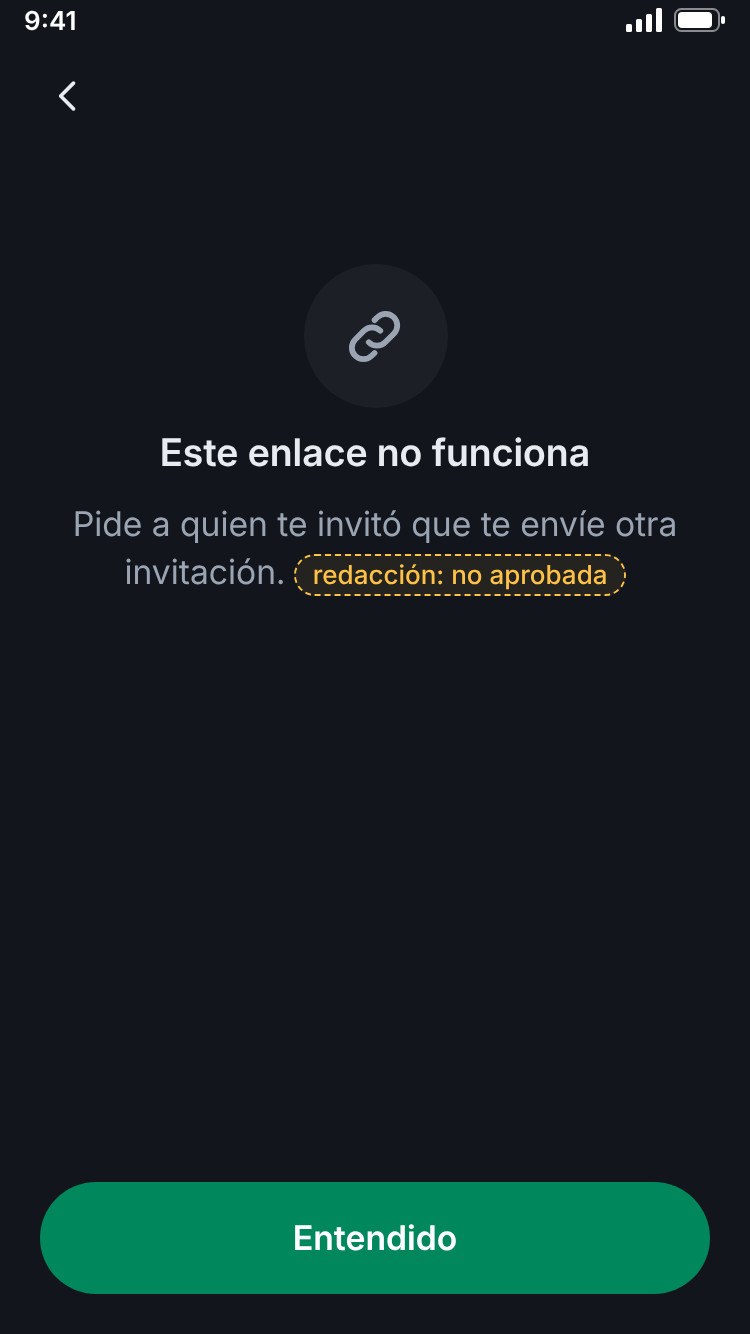 9:41
Este enlace no funciona
Pide a quien te invitó que te envíe otra
invitación. redacción: no aprobada
Entendido